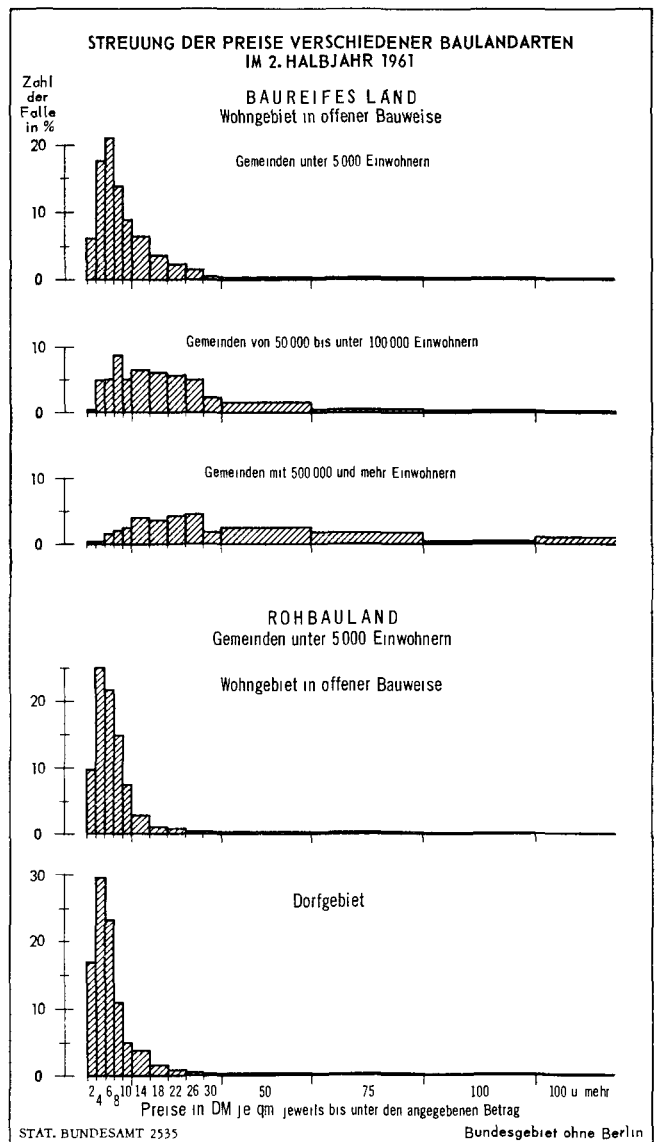 STREUUNG DER PREISE VERSCHIEDENER BAULANDARTEN
IM 2. HALBJAHR 1961
Zahl
der
Falle
in %
BAUREIFES LAND
Wohngebiet in offener Bauweise
Gemeinden unter 5 000 Einwohnern
20
10
0
Gemeinden von 50 000 bis unter 100 000 Einwohnern
10
0
Gemeinden mit 500 000 und mehr Einwohnern
10
0
ROHBAULAND
Gemeinden unter 5 000 Einwohnern
Wohngebiet in offener Bauweise
20
10
0
Dorfgebiet
30
20
10
0
2 4 6 8 10 14 18 22 26 30 50 75 100 100 u mehr
Preise in DM je qm jeweils bis unter den angegebenen Betrag
STAT. BUNDESAMT 2535 Bundesgebiet ohne Berlin